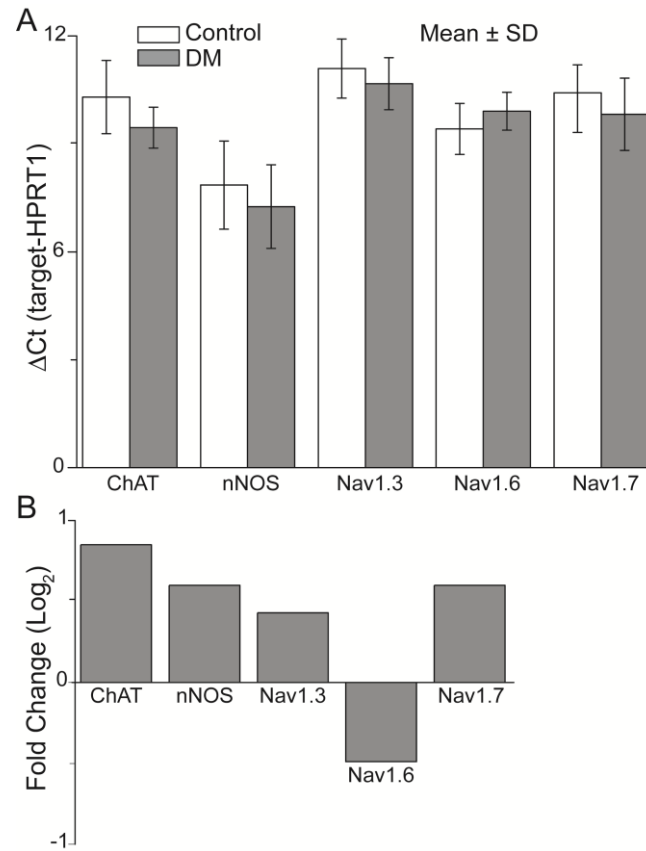 A
12
Control
DM
Mean ± SD
ΔCt (target-HPRT1)
6
0
ChAT
nNOS
Nav1.3
Nav1.6
Nav1.7
B
1
Fold Change (Log₂)
0
ChAT
nNOS
Nav1.3
Nav1.7
Nav1.6
-1